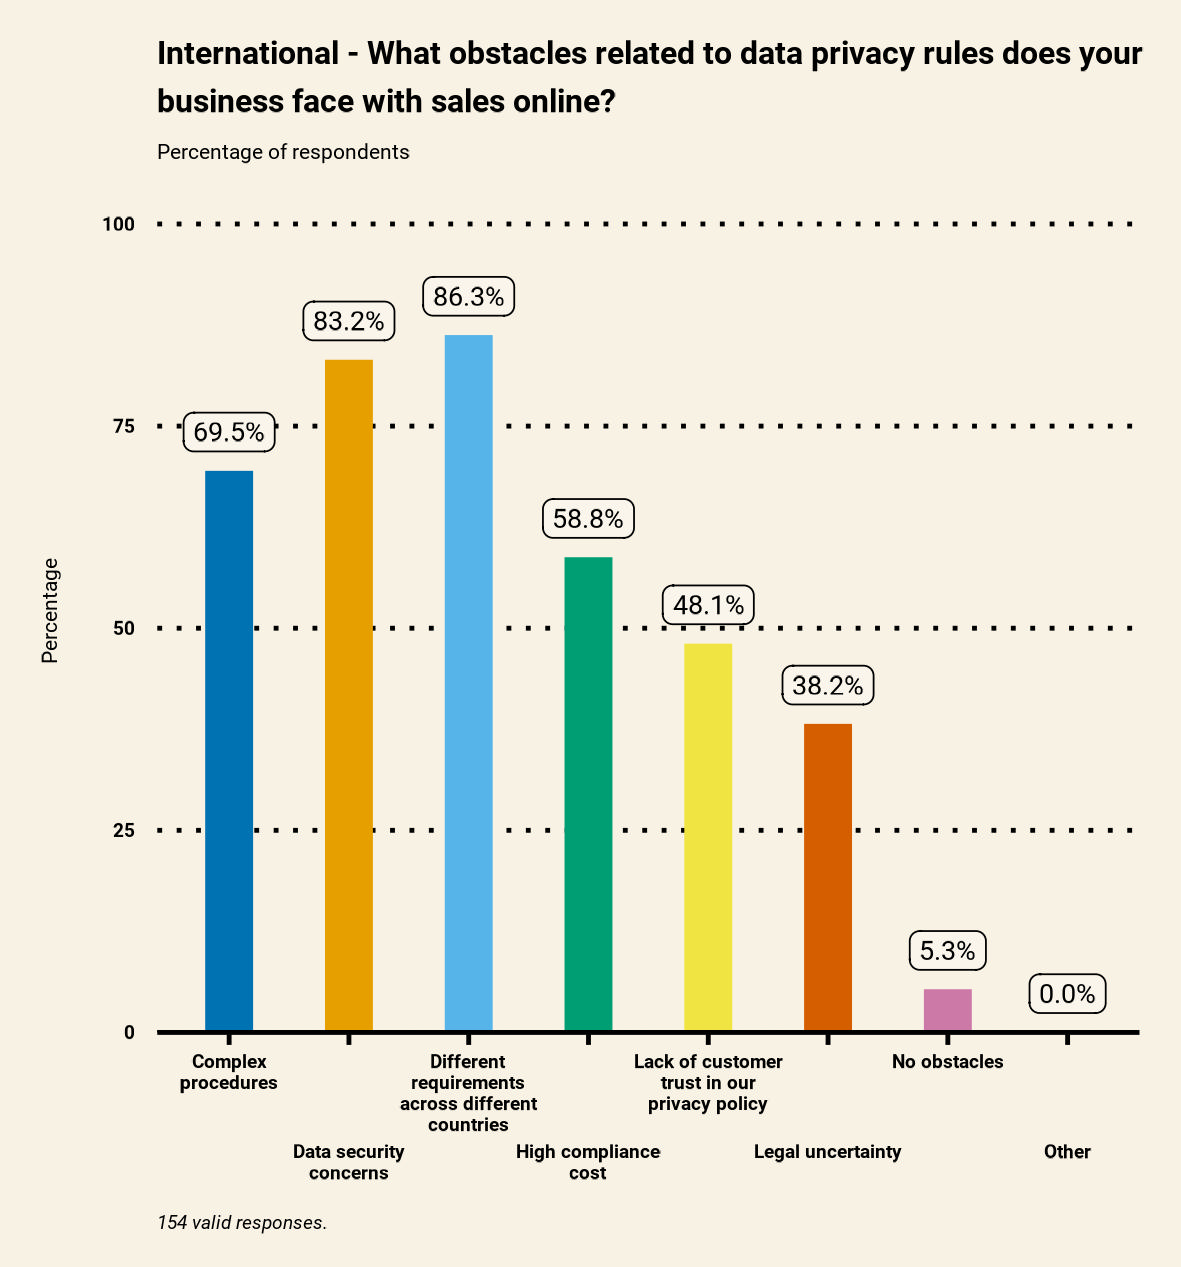 International - What obstacles related to data privacy rules does your
business face with sales online?
Percentage of respondents
100
75
50
25
0
Percentage
69.5%
83.2%
86.3%
58.8%
48.1%
38.2%
5.3%
0.0%
Complex
procedures
Data security
concerns
Different
requirements
across different
countries
High compliance
cost
Lack of customer
trust in our
privacy policy
Legal uncertainty
No obstacles
Other
154 valid responses.